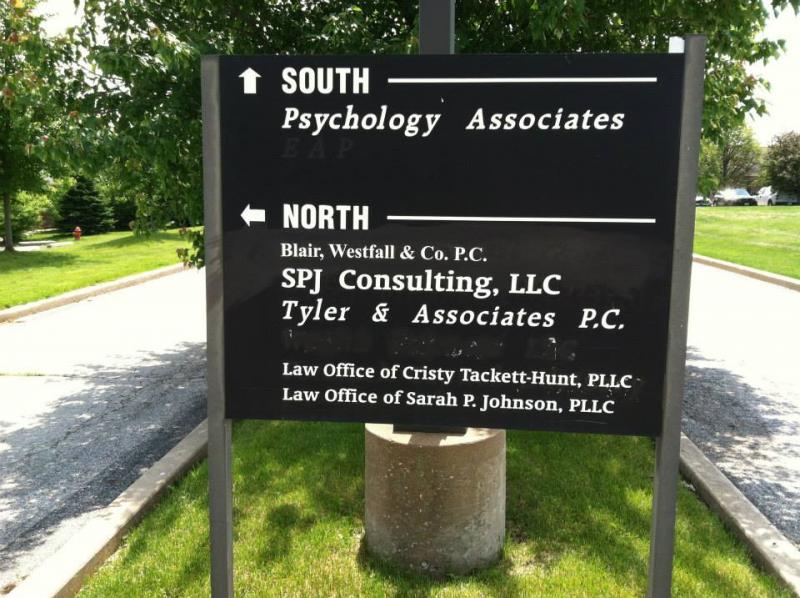 SOUTH
Psychology Associates
EAP
NORTH
Blair, Westfall & Co. P.C.
SPJ Consulting, LLC
Tyler & Associates P.C.
Law Office of Cristy Tackett-Hunt, PLLC
Law Office of Sarah P. Johnson, PLLC